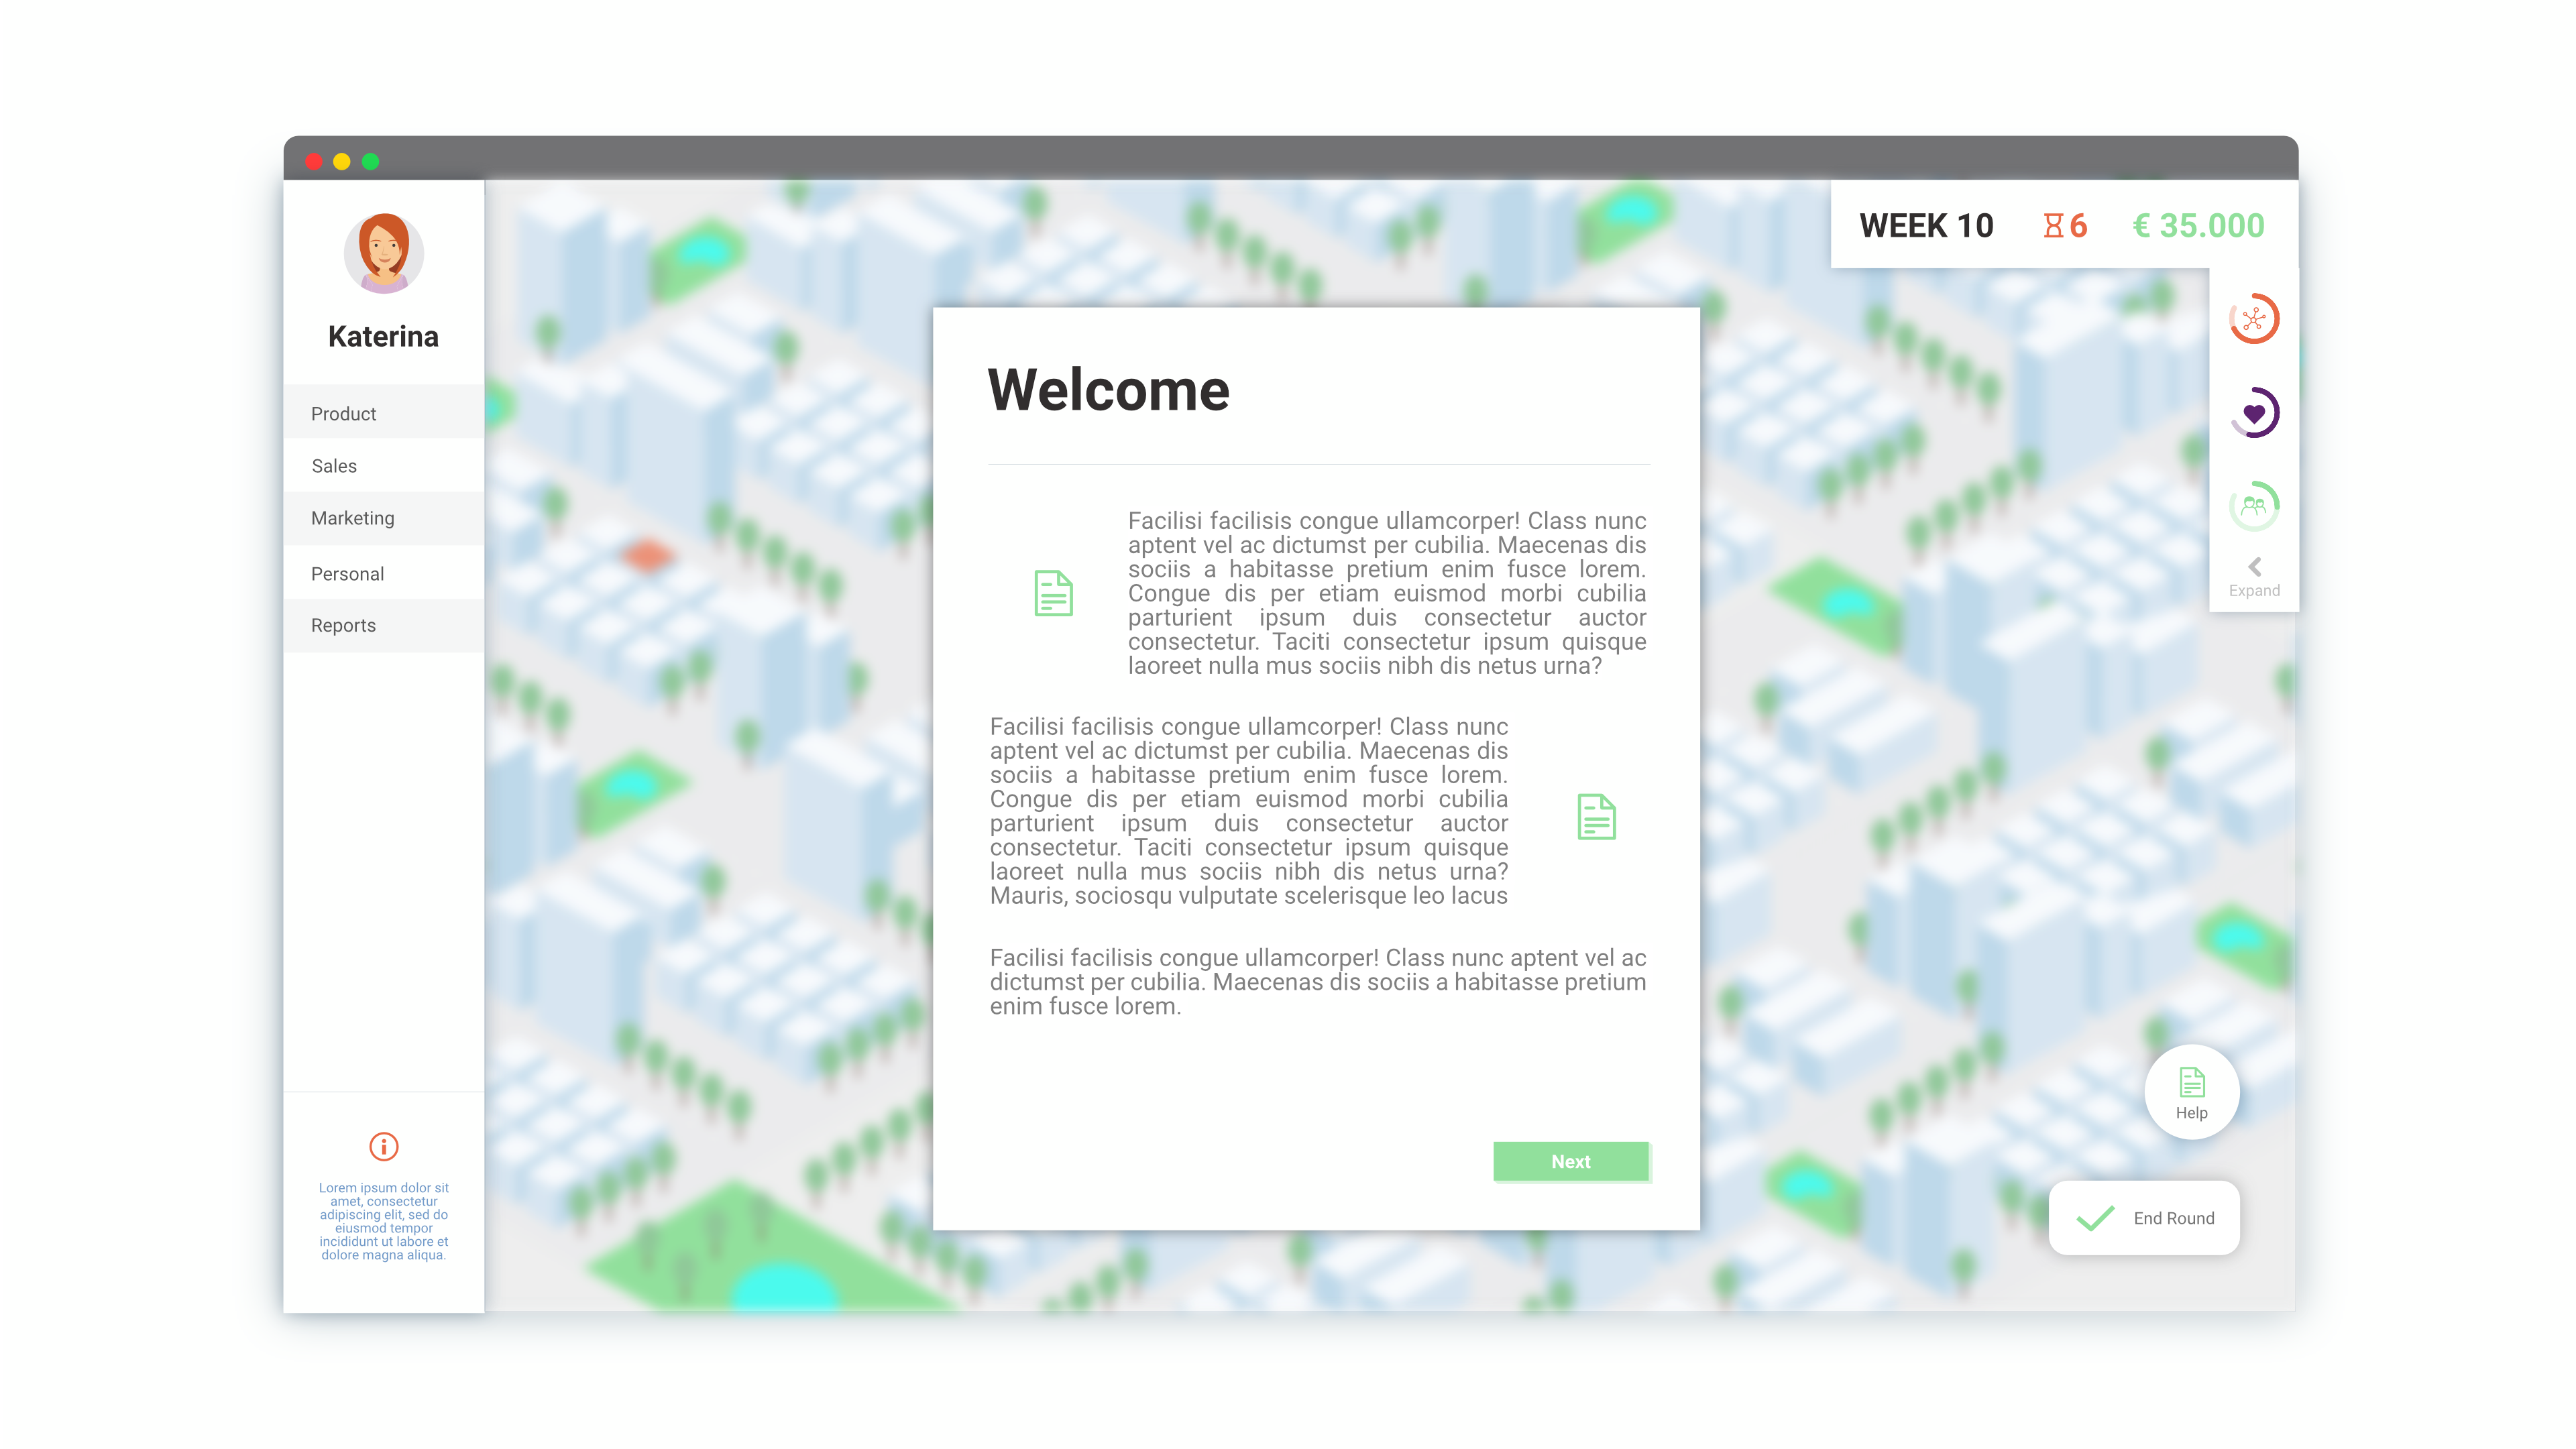 Katerina
Product
Sales
Marketing
Personal
Reports
Lorem ipsum dolor sit
amet, consectetur
adipiscing elit, sed do
eiusmod tempor
incididunt ut labore et
dolore magna aliqua.
WEEK 10 6 € 35.000
Expand
Welcome
Facilisi facilisis congue ullamcorper! Class nunc
aptent vel ac dictumst per cubilia. Maecenas dis
sociis a habitasse pretium enim fusce lorem.
Congue dis per etiam euismod morbi cubilia
parturient ipsum duis consectetur auctor
consectetur. Taciti consectetur ipsum quisque
laoreet nulla mus sociis nibh dis netus urna?
Facilisi facilisis congue ullamcorper! Class nunc
aptent vel ac dictumst per cubilia. Maecenas dis
sociis a habitasse pretium enim fusce lorem.
Congue dis per etiam euismod morbi cubilia
parturient ipsum duis consectetur auctor
consectetur. Taciti consectetur ipsum quisque
laoreet nulla mus sociis nibh dis netus urna?
Mauris, sociosqu vulputate scelerisque leo lacus
Facilisi facilisis congue ullamcorper! Class nunc aptent vel ac
dictumst per cubilia. Maecenas dis sociis a habitasse pretium
enim fusce lorem.
Next
Help
End Round